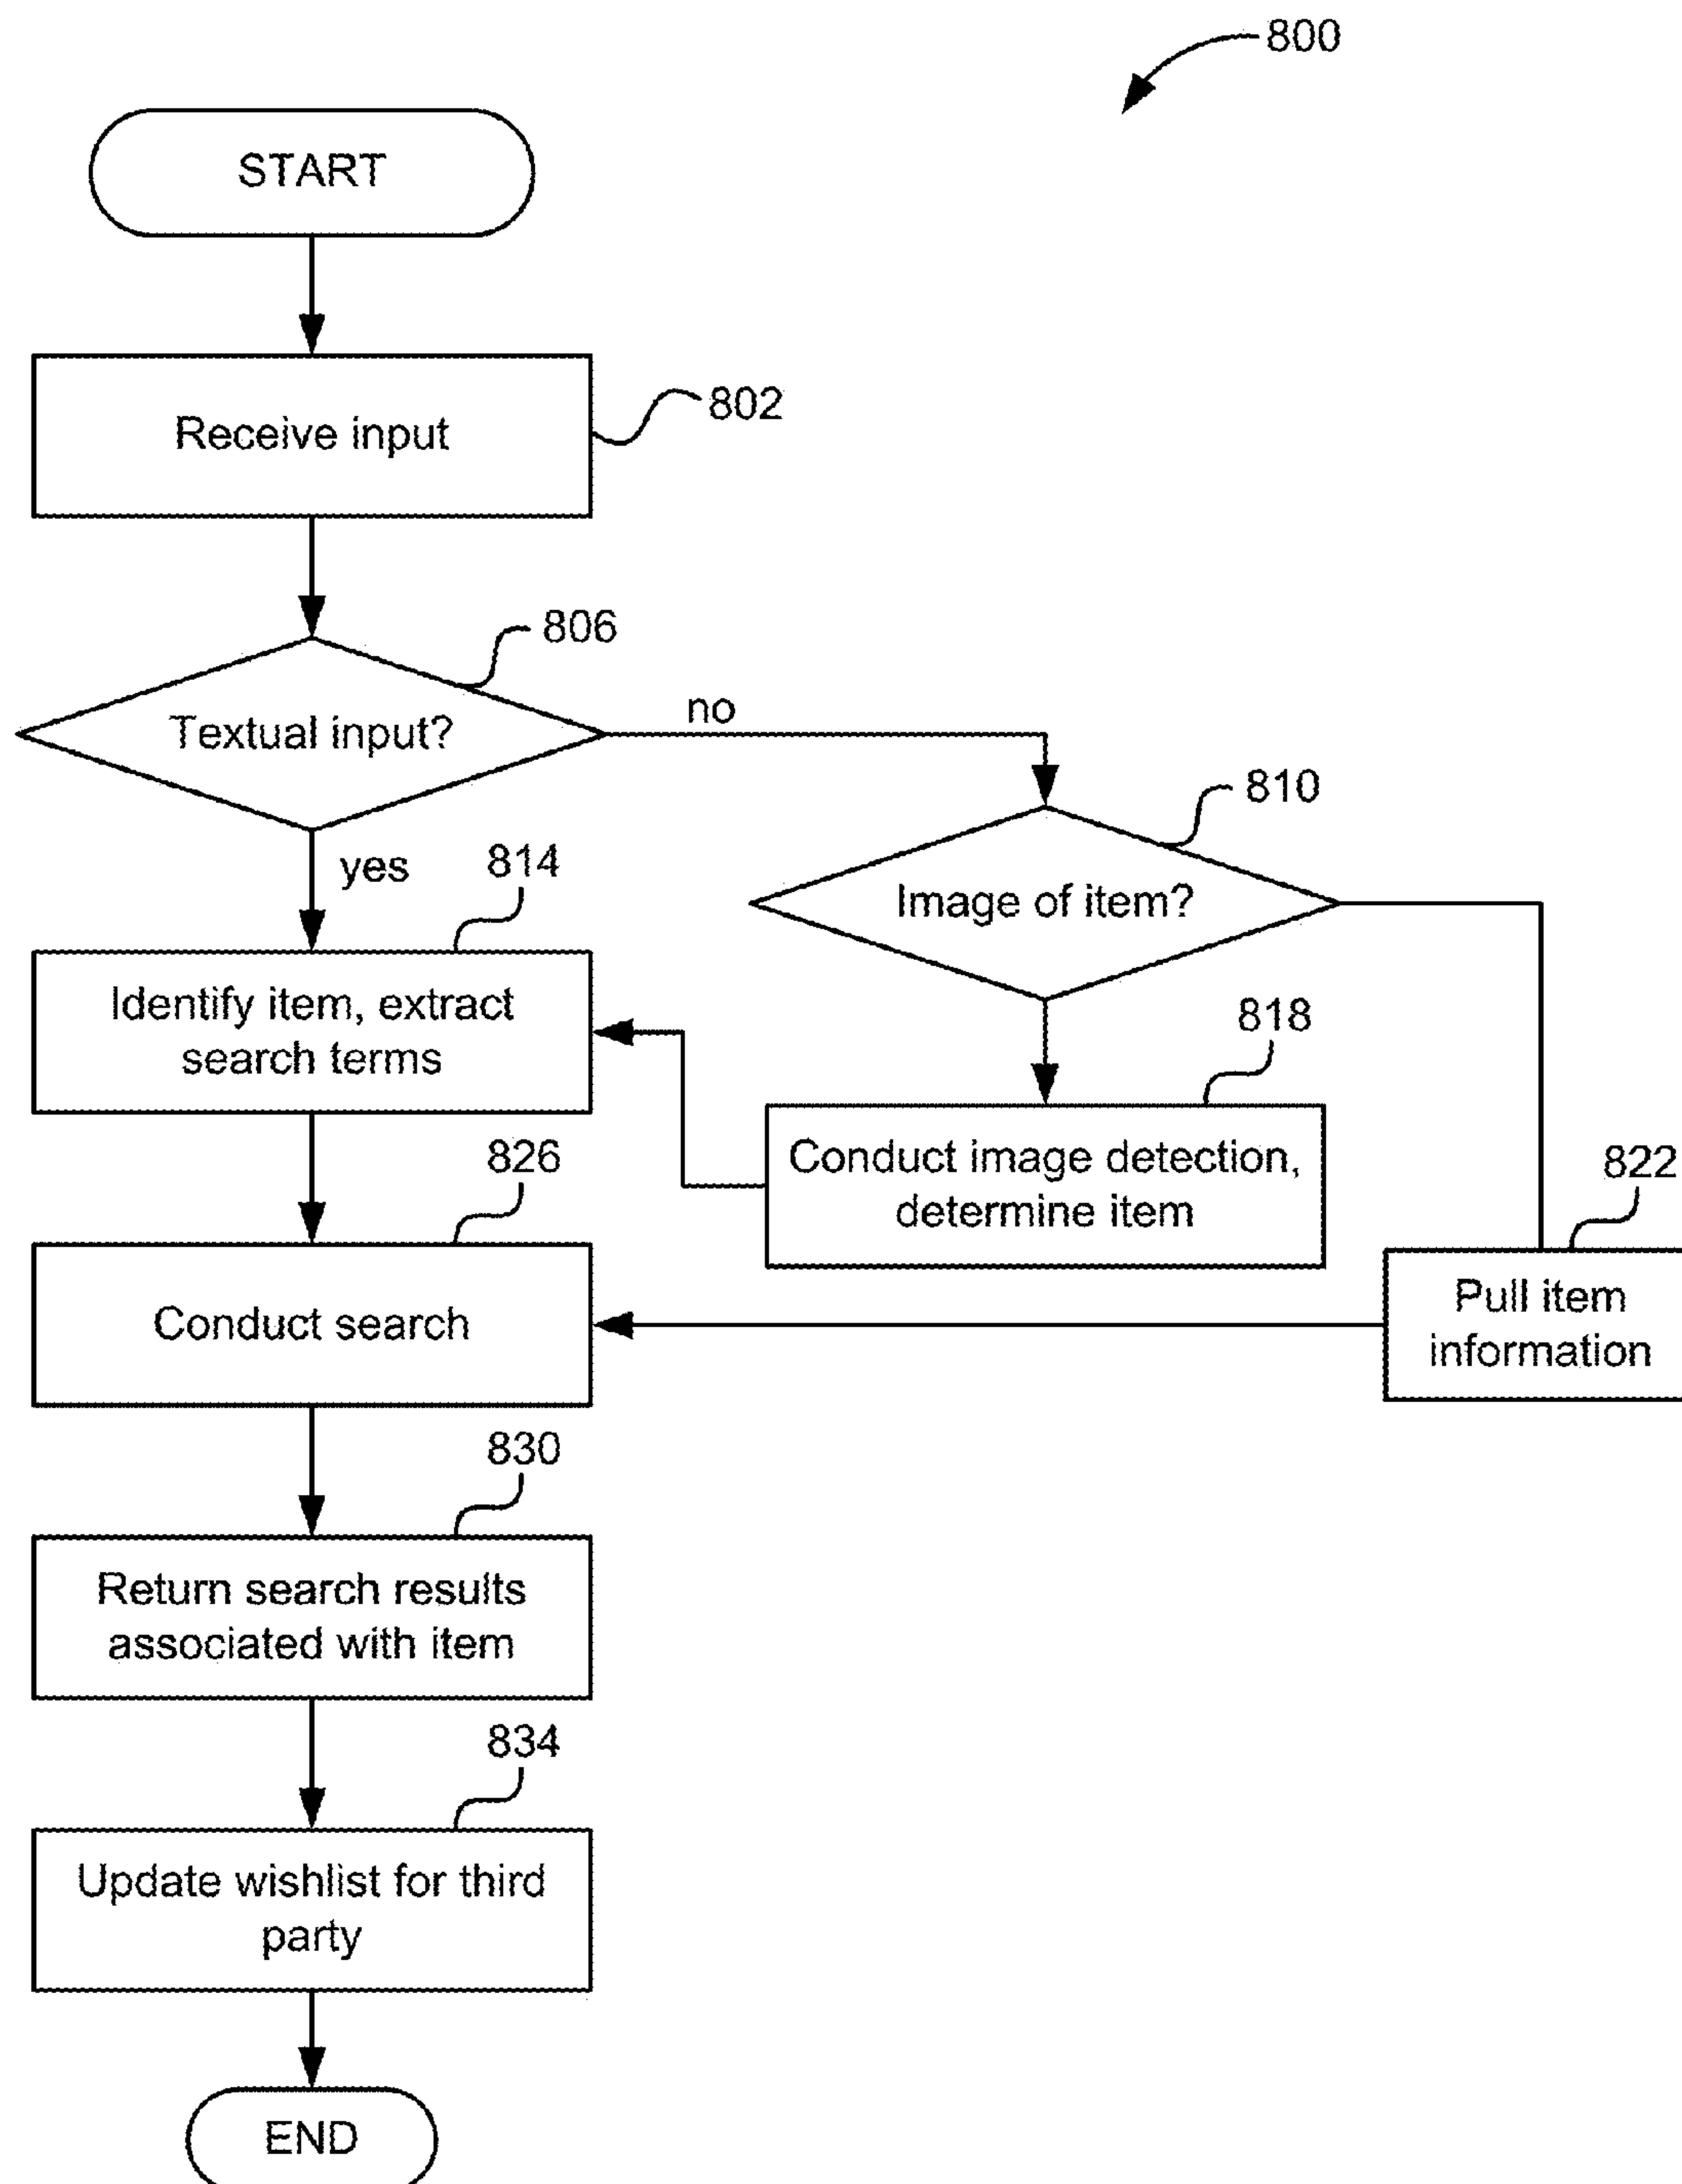 800
START
Receive input
802
806
Textual input?
no
810
Image of item?
yes
814
Identify item, extract
search terms
818
Conduct image detection,
determine item
822
Pull item
information
826
Conduct search
830
Return search results
associated with item
834
Update wishlist for third
party
END